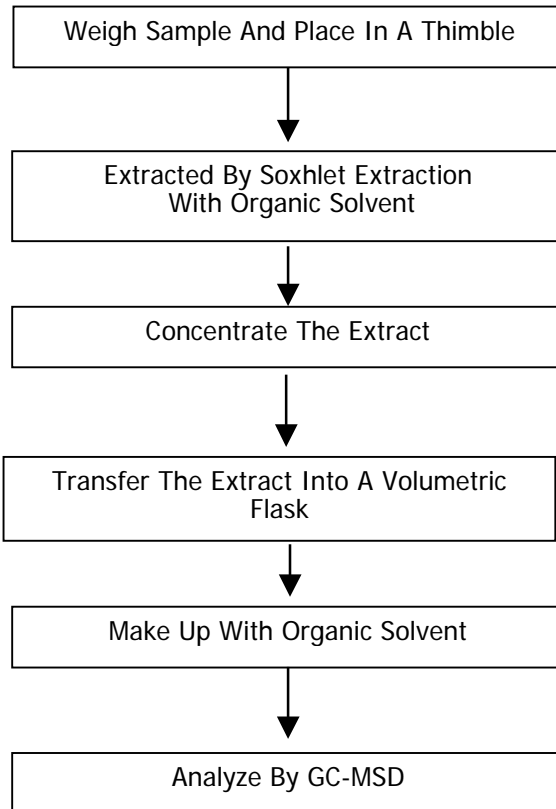 Weigh Sample And Place In A Thimble
Extracted By Soxhlet Extraction
With Organic Solvent
Concentrate The Extract
Transfer The Extract Into A Volumetric
Flask
Make Up With Organic Solvent
Analyze By GC-MSD